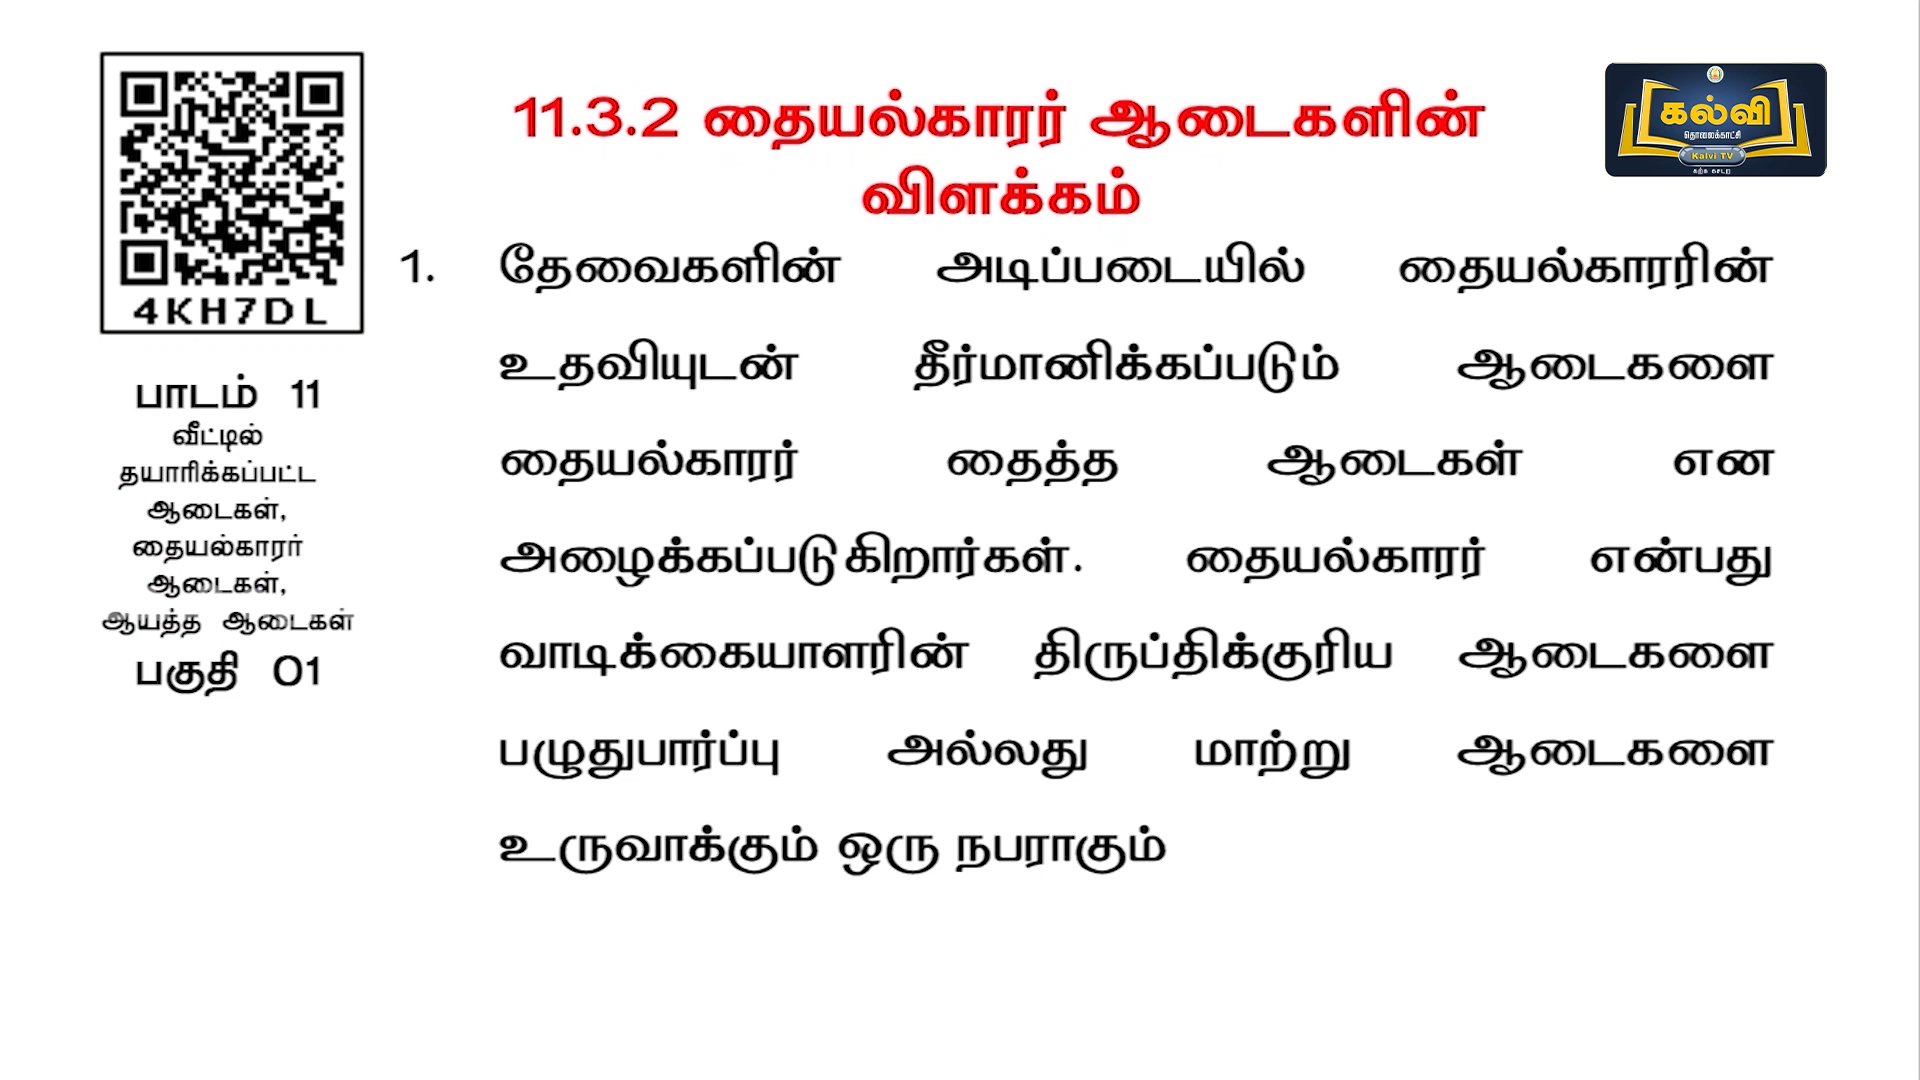 4KH7DL
பாடம் 11
வீட்டில்
தயாரிக்கப்பட்ட
ஆடைகள்,
தையல்காரர்
ஆடைகள்,
ஆயத்த ஆடைகள்
பகுதி 01
11.3.2 தையல்காரர் ஆடைகளின்
விளக்கம்
1. தேவைகளின் அடிப்படையில் தையல்காரரின்
உதவியுடன் தீர்மானிக்கப்படும் ஆடைகளை
தையல்காரர் தைத்த ஆடைகள் என
அழைக்கப்படுகிறார்கள். தையல்காரர் என்பது
வாடிக்கையாளரின் திருப்திக்குரிய ஆடைகளை
பழுதுபார்ப்பு அல்லது மாற்று ஆடைகளை
உருவாக்கும் ஒரு நபராகும்
கல்வி
தொலைக்காட்சி
Kalvi TV
கற்க கசடற